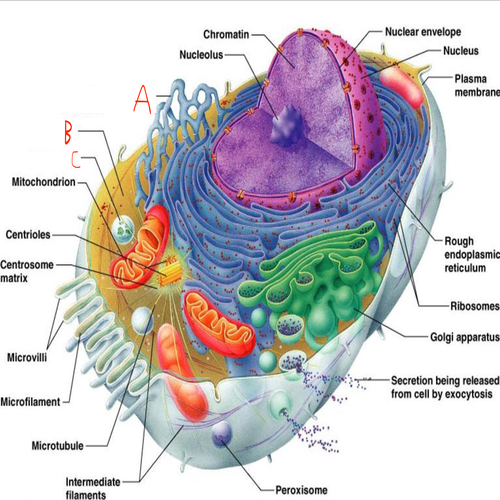 Chromatin
Nucleolus
Nuclear envelope
Nucleus
Plasma
membrane
A
B
C
Mitochondrion
Centrioles
Centrosome
matrix
Rough
endoplasmic
reticulum
Ribosomes
Golgi apparatus
Microvilli
Microfilament
Secretion being released
from cell by exocytosis
Microtubule
Intermediate
filaments
Peroxisome